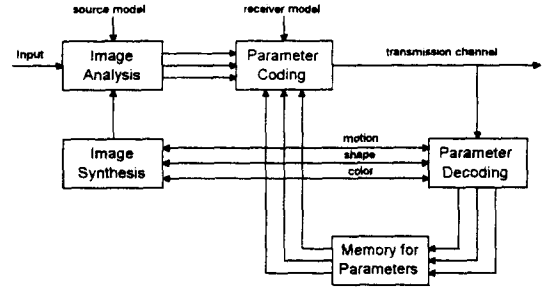 source model
receiver model
Input
Image
Analysis
Parameter
Coding
transmission channel
Image
Synthesis
motion
shape
color
Parameter
Decoding
Memory for
Parameters